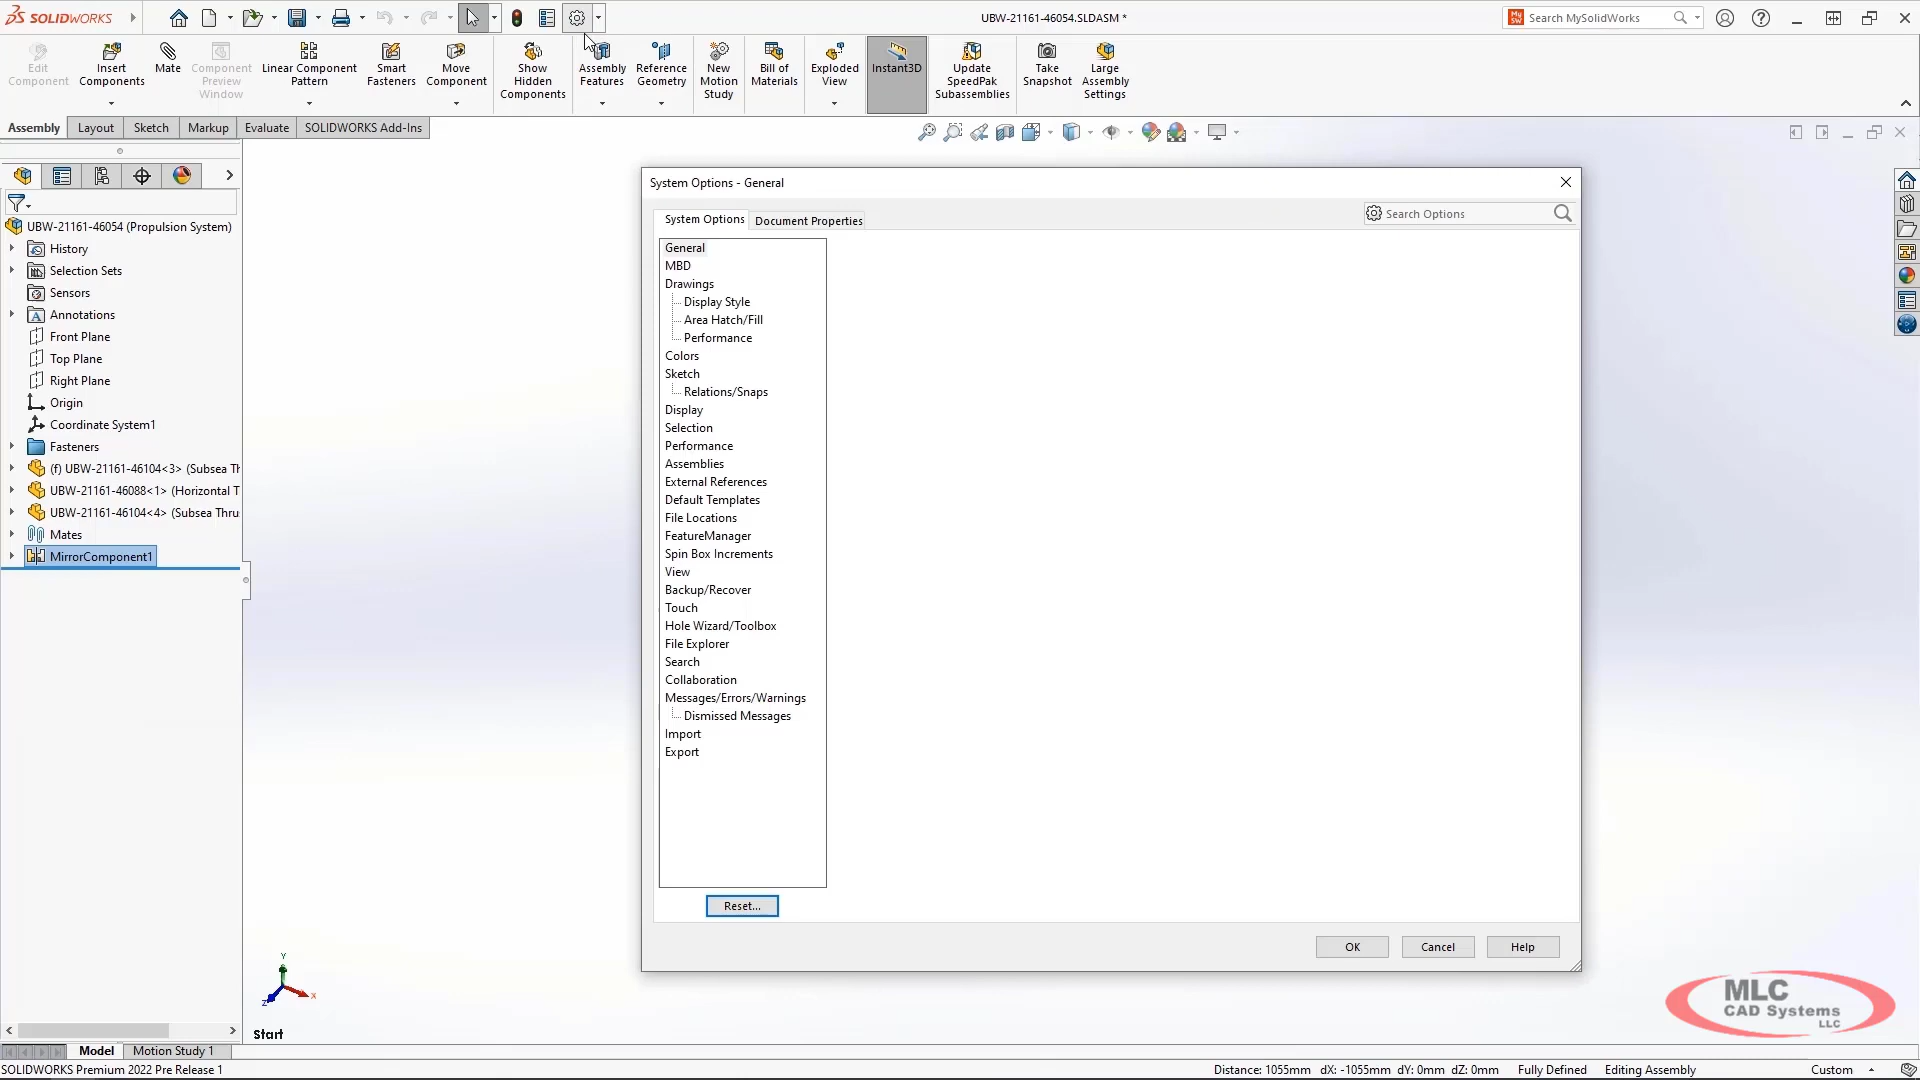 SOLIDWORKS
UBW-21161-46054.SLDASM *
Search MySolidWorks
Edit
Component
Insert
Components
Mate
Component
Preview
Window
Linear Component
Pattern
Smart
Fasteners
Move
Component
Show
Hidden
Components
Assembly
Features
Reference
Geometry
New
Motion
Study
Bill of
Materials
Exploded
View
Instant3D
Update
SpeedPak
Subassemblies
Take
Snapshot
Large
Assembly
Settings
Assembly
Layout
Sketch
Markup
Evaluate
SOLIDWORKS Add-Ins
UBW-21161-46054 (Propulsion System)
History
Selection Sets
Sensors
Annotations
Front Plane
Top Plane
Right Plane
Origin
Coordinate System1
Fasteners
(f) UBW-21161-46104<3> (Subsea Th
UBW-21161-46088<1> (Horizontal T
UBW-21161-46104<4> (Subsea Thru
Mates
MirrorComponent1
System Options - General
System Options
Document Properties
Search Options
General
MBD
Drawings
Display Style
Area Hatch/Fill
Performance
Colors
Sketch
Relations/Snaps
Display
Selection
Performance
Assemblies
External References
Default Templates
File Locations
FeatureManager
Spin Box Increments
View
Backup/Recover
Touch
Hole Wizard/Toolbox
File Explorer
Search
Collaboration
Messages/Errors/Warnings
Dismissed Messages
Import
Export
Reset...
OK
Cancel
Help
Y
X
Z
Start
MLC
CAD Systems
LLC
Model
Motion Study 1
SOLIDWORKS Premium 2022 Pre Release 1
Distance: 1055mm dX: -1055mm dY: 0mm dZ: 0mm
Fully Defined
Editing Assembly
Custom